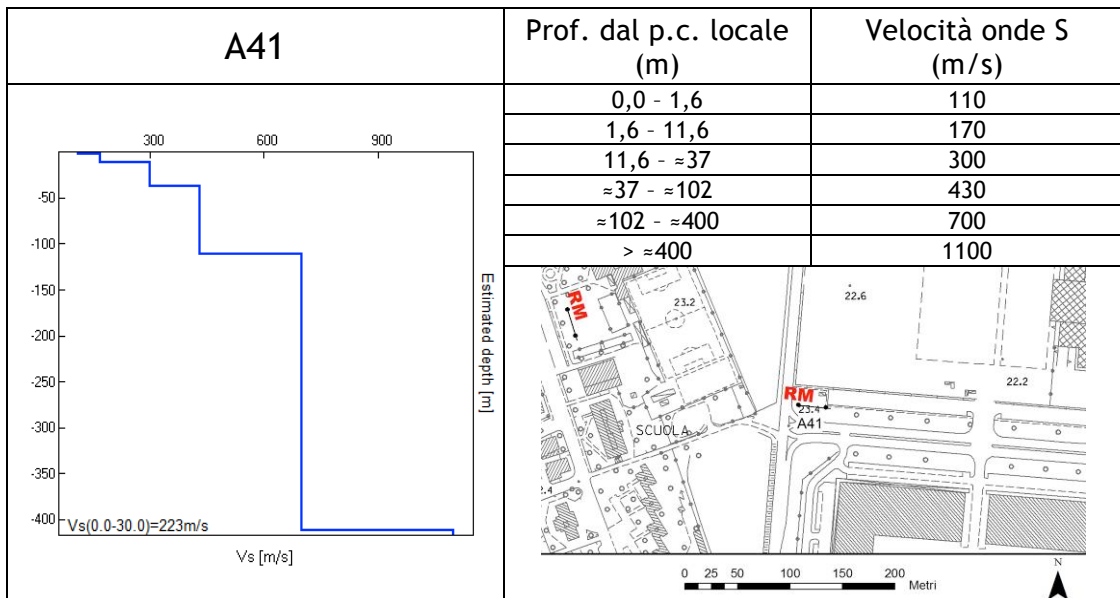 A41
Prof. dal p.c. locale
(m)
Velocità onde S
(m/s)
0,0 - 1,6 110
1,6 - 11,6 170
11,6 - ≈37 300
≈37 - ≈102 430
≈102 - ≈400 700
> ≈400 1100
300 600 900
-50
-100
-150
-200
-250
-300
-350
-400
Estimated depth [m]
Vs(0.0-30.0)=223m/s
Vs [m/s]
RM
23.2
22.6
22.2
RM
23.4
A41
SCUOLA
2.4
0 25 50 100 150 200
Metri
N